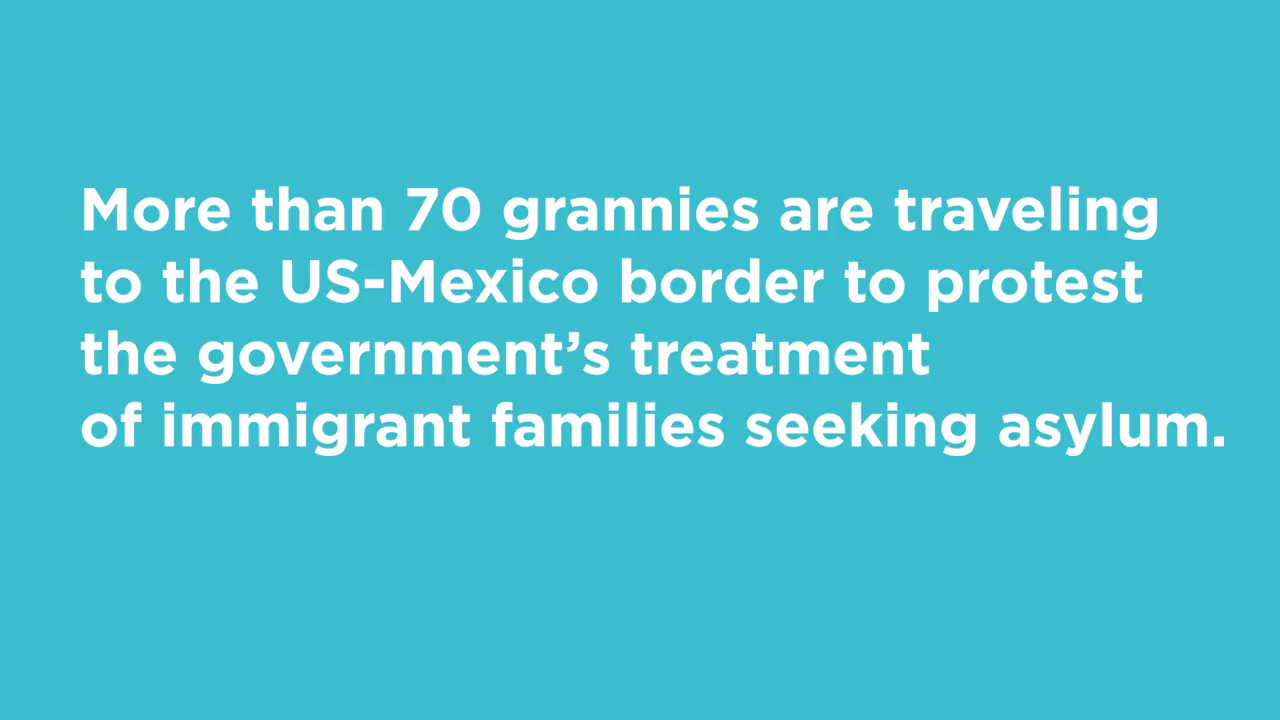 More than 70 grannies are traveling
to the US-Mexico border to protest
the government’s treatment
of immigrant families seeking asylum.